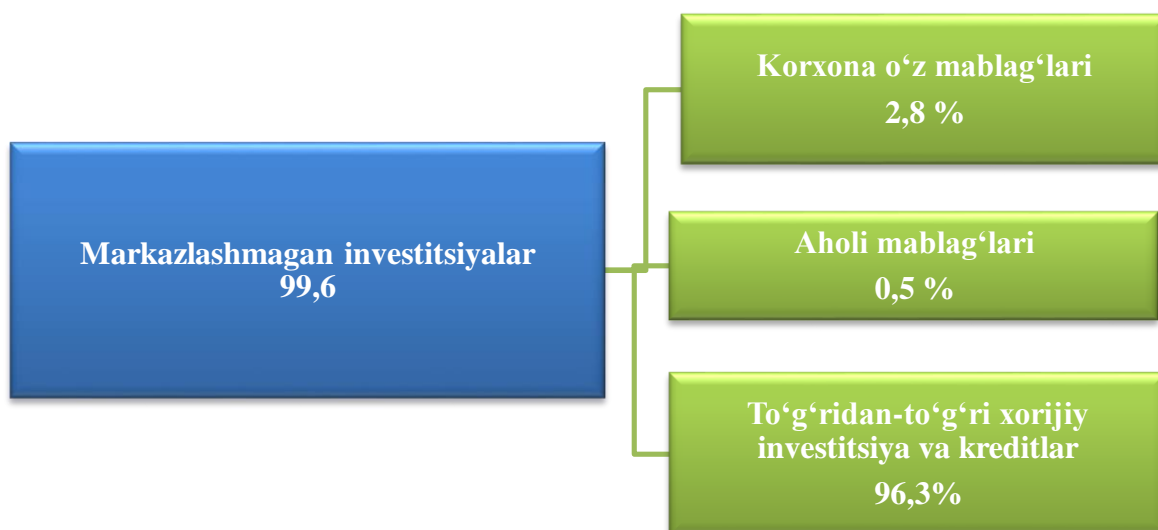 Markazlashmagan investitsiyalar
99,6
Korxona o‘z mablag‘lari
2,8 %
Aholi mablag‘lari
0,5 %
To‘g‘ridan-to‘g‘ri xorijiy
investitsiya va kreditlar
96,3%